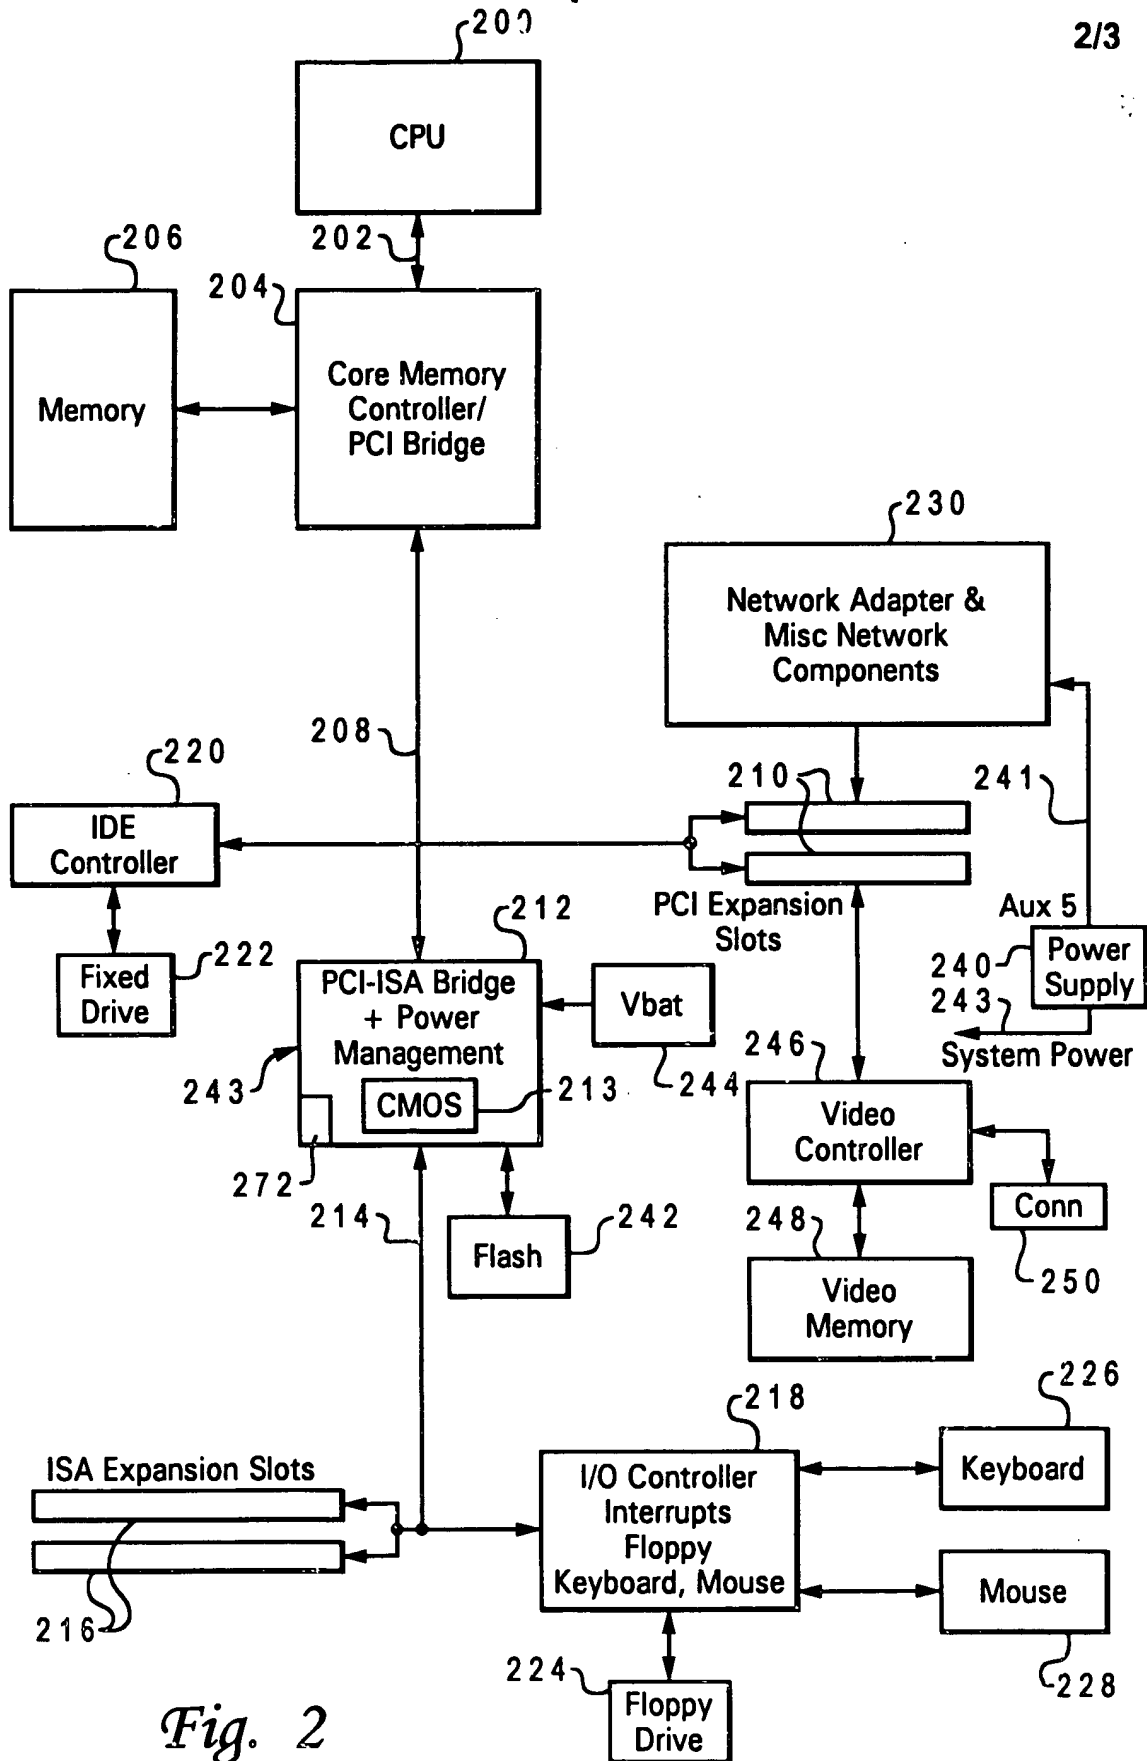 2/3
200
CPU
202
206
204
Memory
Core Memory
Controller/
PCI Bridge
230
Network Adapter &
Misc Network
Components
208
220
210
241
IDE
Controller
PCI Expansion
Slots
Aux 5
212
222
Fixed
Drive
PCI-ISA Bridge
+ Power
Management
Vbat
240
Power
Supply
243
System Power
243
CMOS
213
244
246
Video
Controller
272
214
242
Flash
248
Conn
250
Video
Memory
226
218
ISA Expansion Slots
I/O Controller
Interrupts
Floppy
Keyboard, Mouse
Keyboard
Mouse
216
228
224
Floppy
Drive
Fig. 2